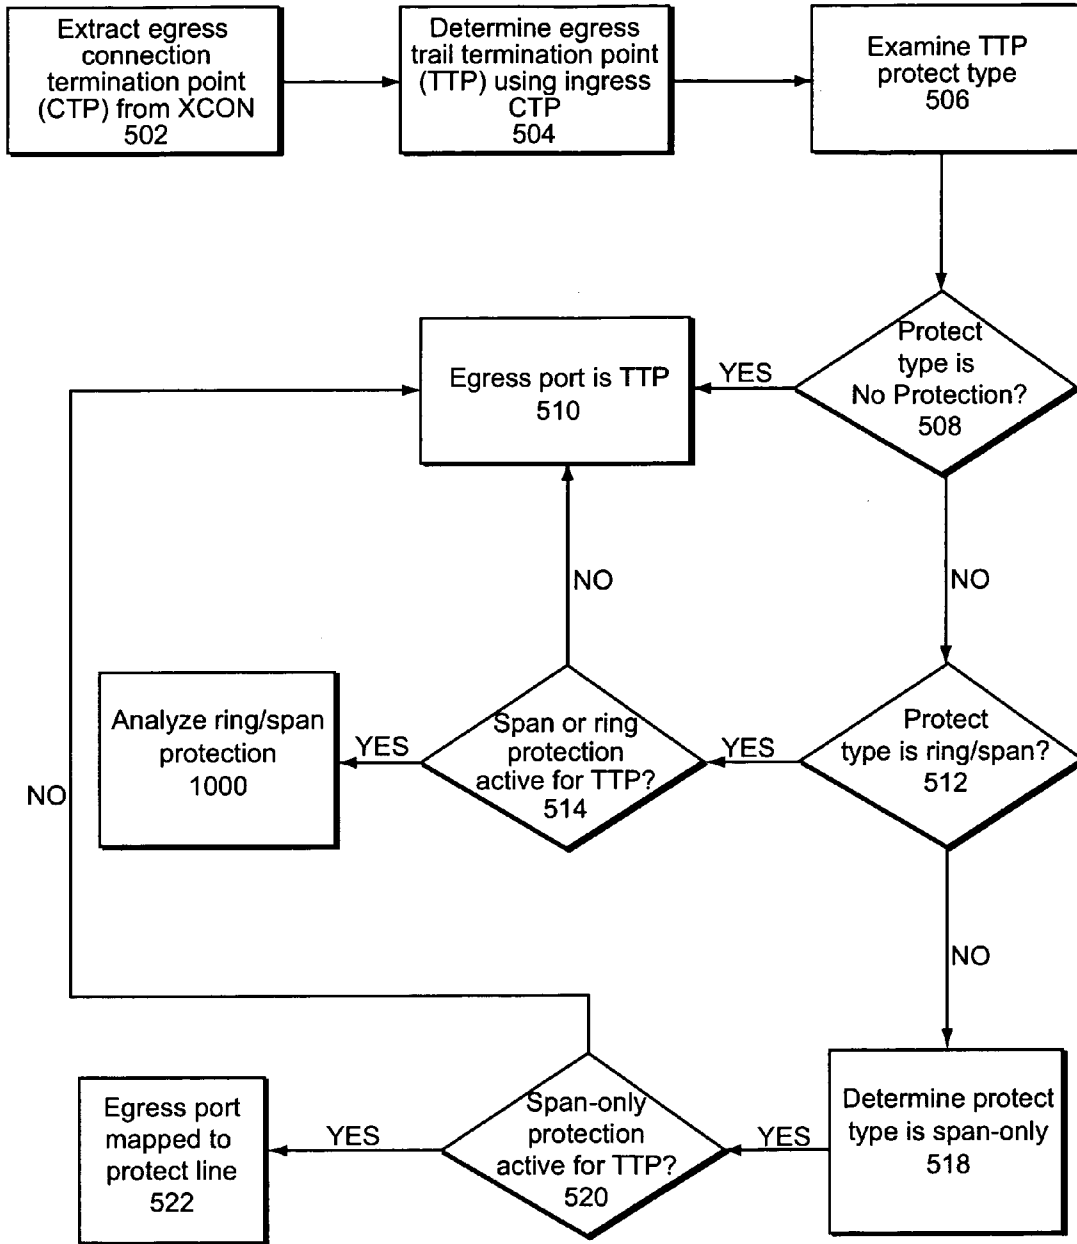 Extract egress
connection
termination point
(CTP) from XCON
502
Determine egress
trail termination
point (TTP) using ingress
CTP
504
Examine TTP
protect type
506
Protect
type is
No Protection?
508
YES
Egress port is TTP
510
NO
NO
Protect
type is ring/span?
512
YES
Span or ring
protection
active for TTP?
514
YES
Analyze ring/span
protection
1000
NO
NO
Determine protect
type is span-only
518
YES
Span-only
protection
active for TTP?
520
YES
Egress port
mapped to
protect line
522